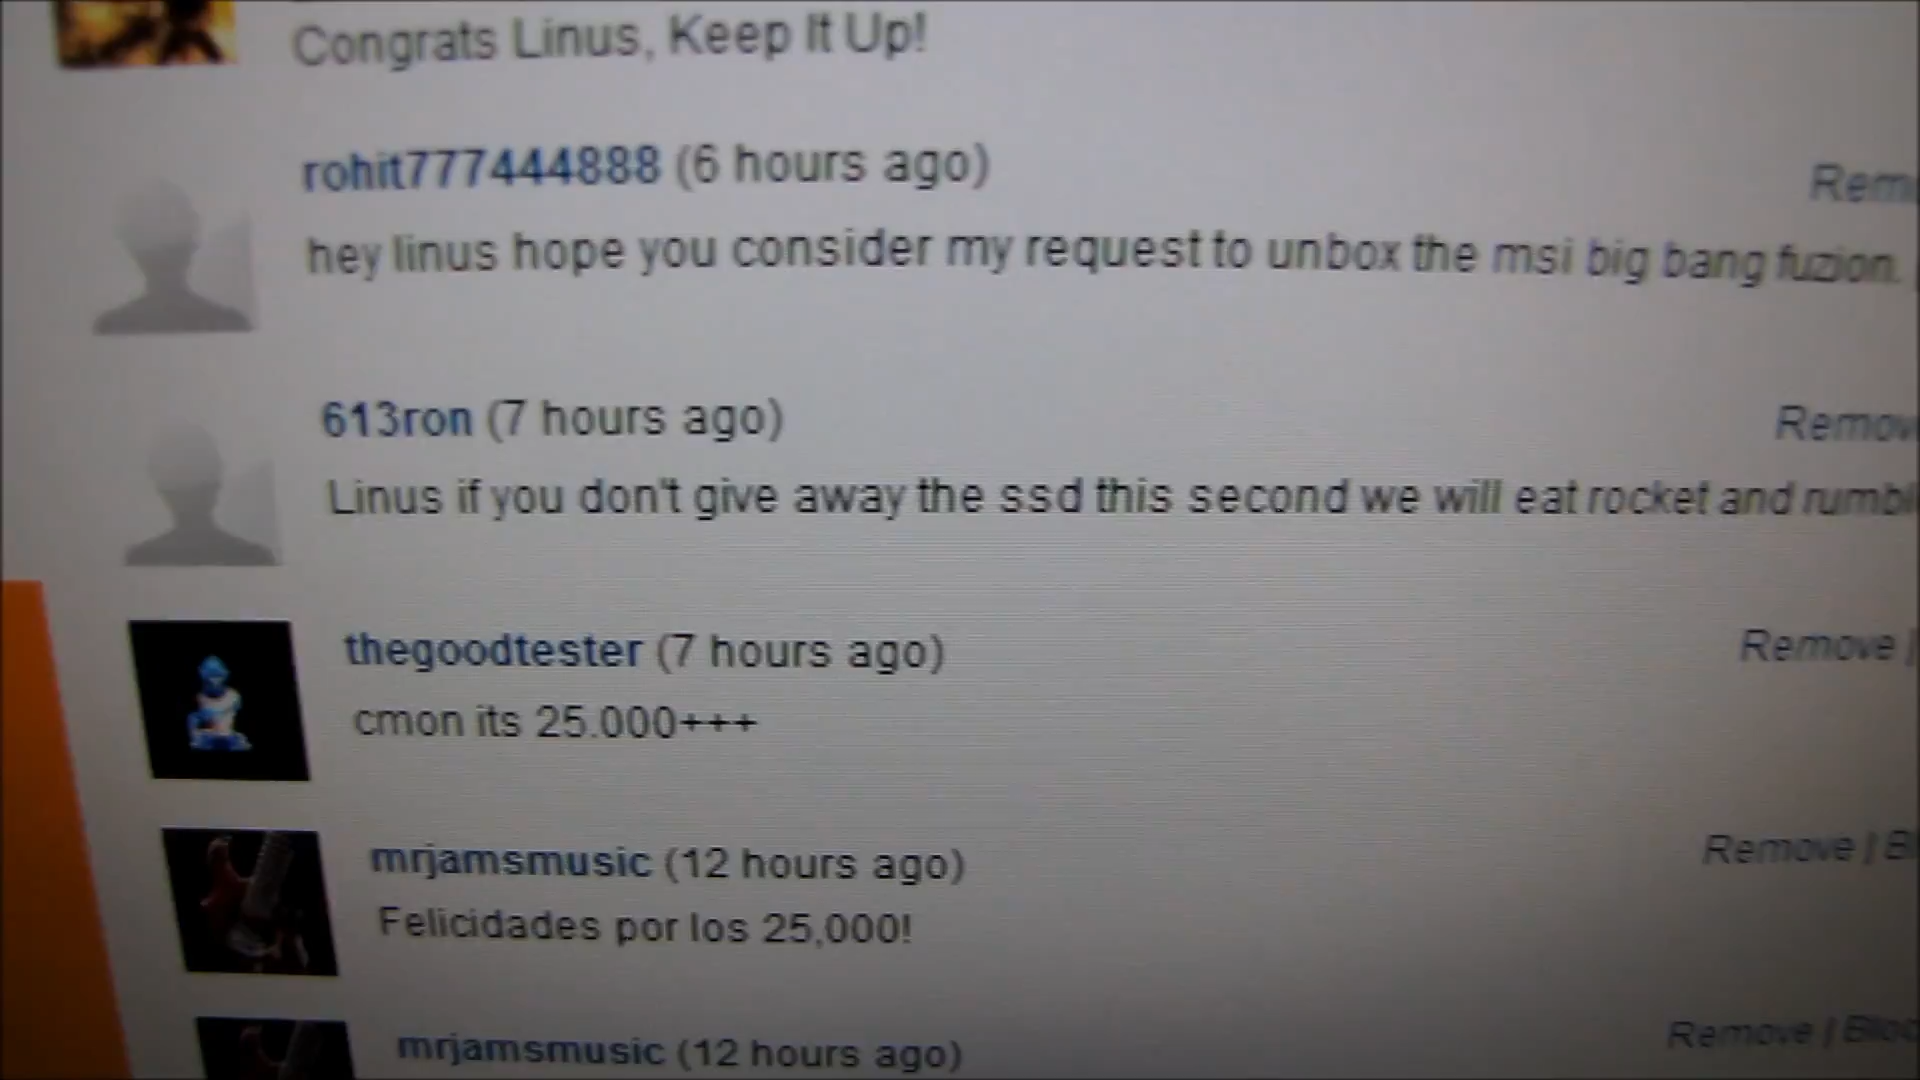 Congrats Linus, Keep It Up!
rohit777444888 (6 hours ago)
hey linus hope you consider my request to unbox the msi big bang fuzion.
613ron (7 hours ago)
Linus if you don't give away the ssd this second we will eat rocket and
thegoodtester (7 hours ago)
Remove |
cmon its 25.000+++
mrjamsmusic (12 hours ago)
Remove |
Felicidades por los 25,000!
mrjamsmusic (12 hours ago)
Remove |